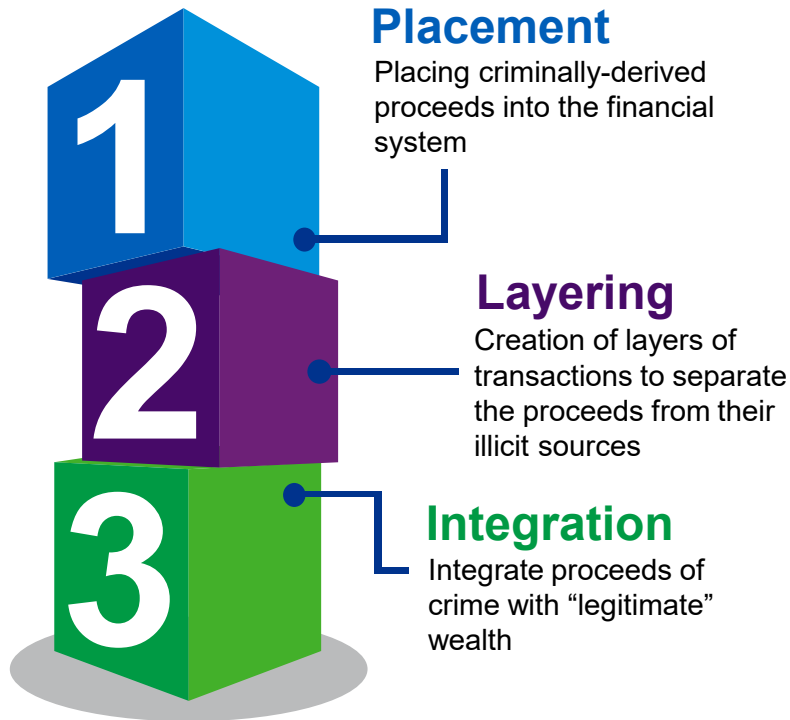 1
Placement
Placing criminally-derived
proceeds into the financial
system
2
Layering
Creation of layers of
transactions to separate
the proceeds from their
illicit sources
3
Integration
Integrate proceeds of
crime with “legitimate”
wealth